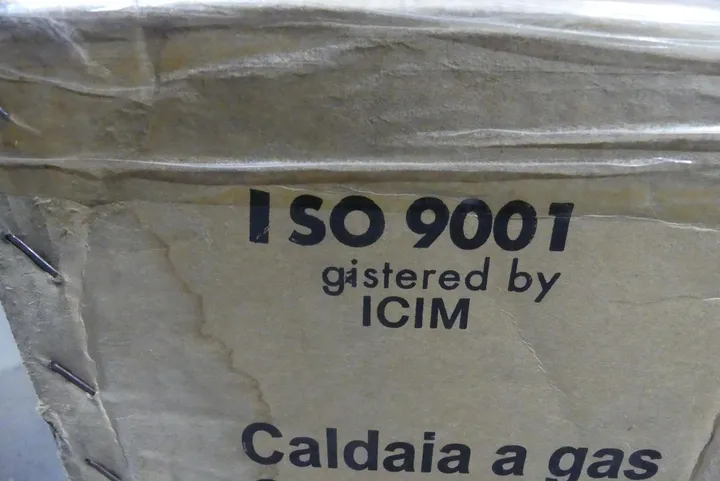 ISO 9001
gistered by
ICIM
Caldaia a gas